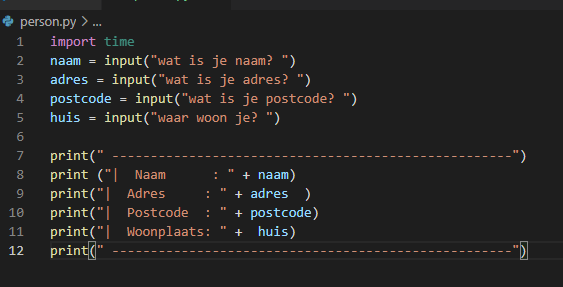 person.py > ...
1 import time
2 naam = input("wat is je naam? ")
3 adres = input("wat is je adres? ")
4 postcode = input("wat is je postcode? ")
5 huis = input("waar woon je? ")
6
7 print(" ----------------------------------------------------")
8 print ("|  Naam      : " + naam)
9 print("|  Adres     : " + adres  )
10 print("|  Postcode  : " + postcode)
11 print("|  Woonplaats: " +  huis)
12 print(" ----------------------------------------------------")